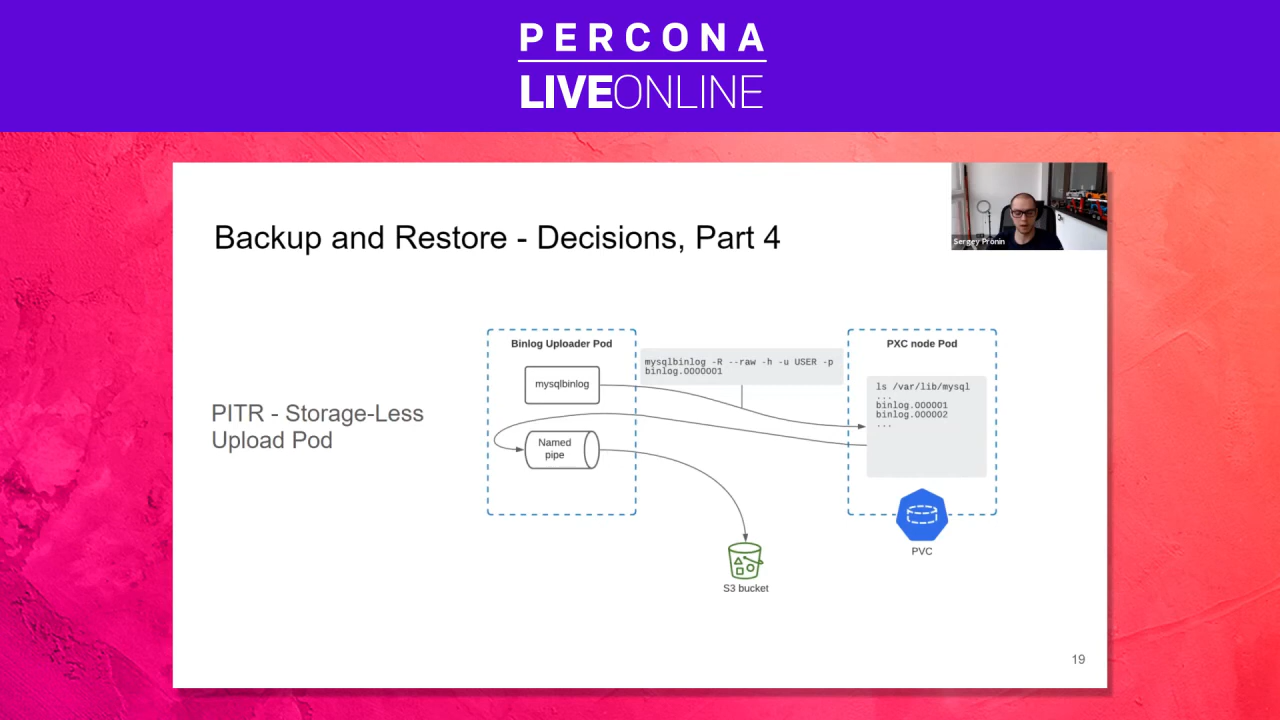 PERCONA
LIVEONLINE
Backup and Restore - Decisions, Part 4
Sergey Pronin
PITR - Storage-Less
Upload Pod
Binlog Uploader Pod
mysqlbinlog
Named
pipe
mysqlbinlog -R --raw -h -u USER -p
binlog.0000001
PXC node Pod
ls /var/lib/mysql
...
binlog.000001
binlog.000002
...
PVC
S3 bucket
19